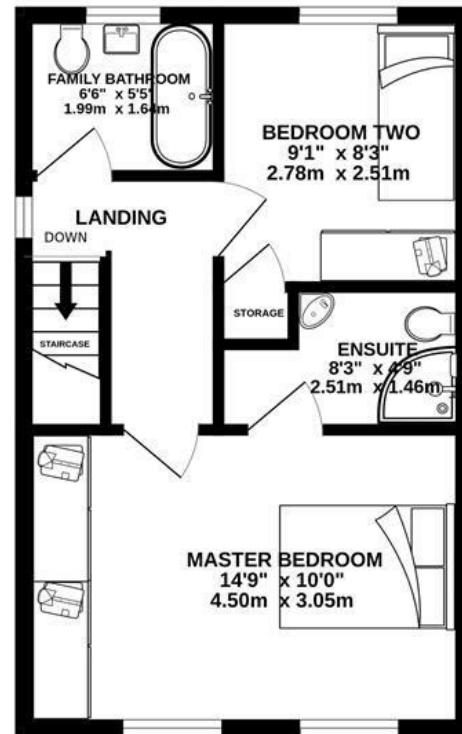 FAMILY BATHROOM
6'6" x 5'5"
1.99m x 1.64m
BEDROOM TWO
9'1" x 8'3"
2.78m x 2.51m
LANDING
DOWN
STORAGE
STAIRCASE
ENSUITE
8'3" x 4'9"
2.51m x 1.46m
MASTER BEDROOM
14'9" x 10'0"
4.50m x 3.05m